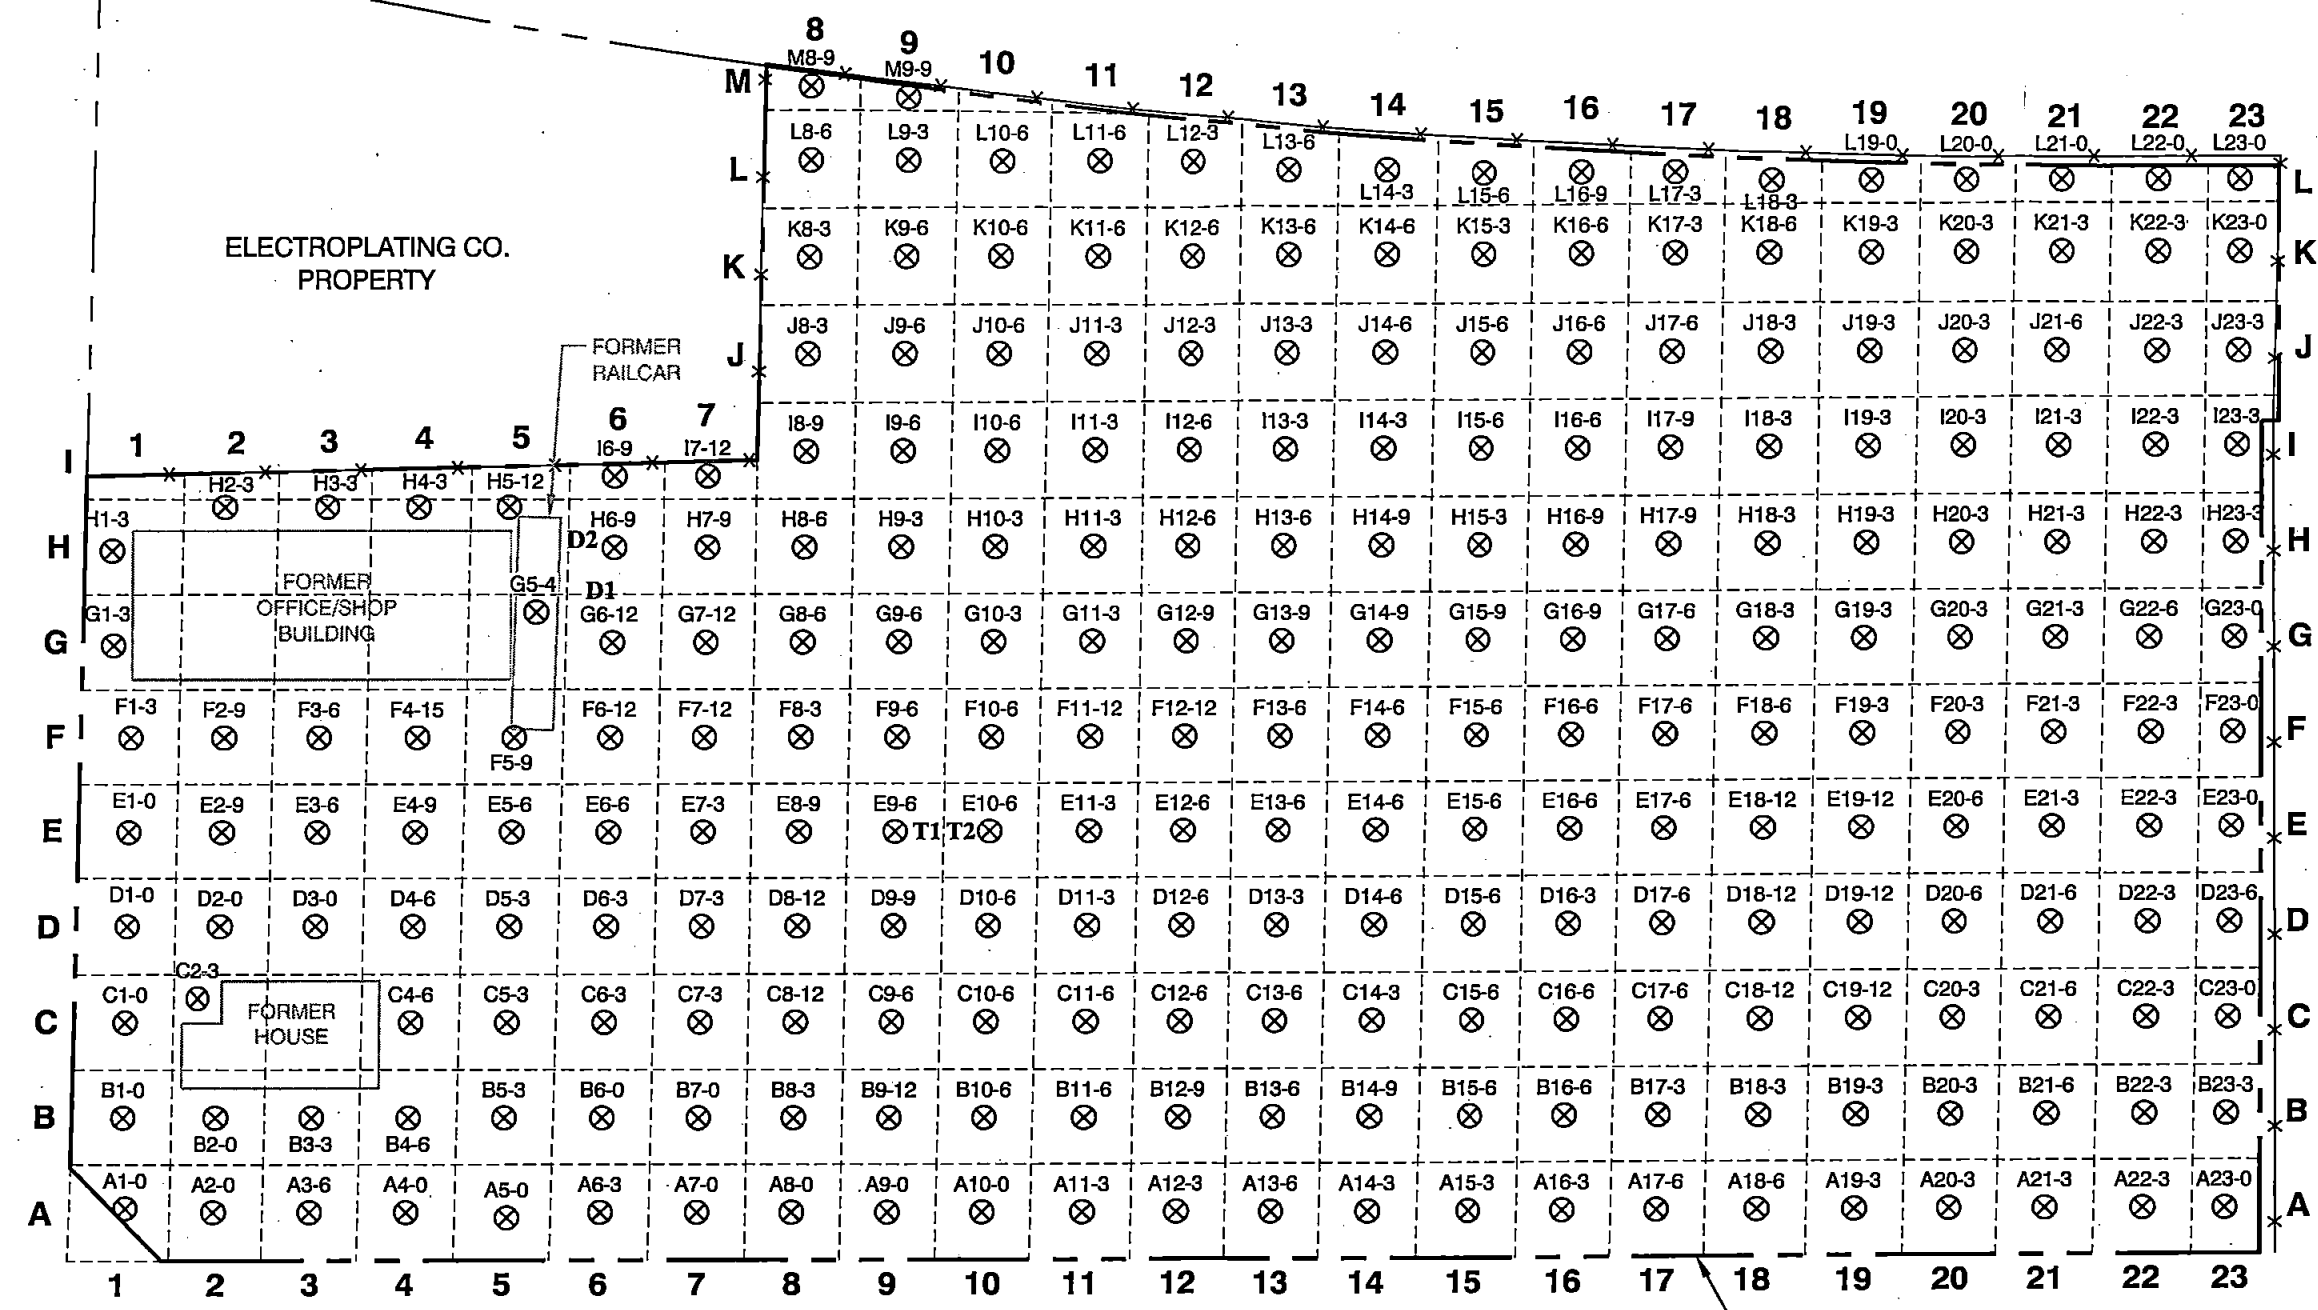 8 9 10 11 12 13 14 15 16 17 18 19 20 21 22 23
M M8-9 M9-9
L8-6 L9-3 L10-6 L11-6 L12-3 L13-6 L19-0 L20-0 L21-0 L22-0 L23-0
L L14-3 L15-6 L16-9 L17-3 L18-3 L
K8-3 K9-6 K10-6 K11-6 K12-6 K13-6 K14-6 K15-3 K16-6 K17-3 K18-6 K19-3 K20-3 K21-3 K22-3 K23-0
K K
ELECTROPLATING CO.
PROPERTY
J8-3 J9-6 J10-6 J11-3 J12-3 J13-3 J14-6 J15-6 J16-6 J17-6 J18-3 J19-3 J20-3 J21-6 J22-3 J23-3
J J
FORMER
RAILCAR
1 2 3 4 5 6 7
I I6-9 I7-12 I8-9 I9-6 I10-6 I11-3 I12-6 I13-3 I14-3 I15-6 I16-6 I17-9 I18-3 I19-3 I20-3 I21-3 I22-3 I23-3 I
H2-3 H3-3 H4-3 H5-12
H1-3 H6-9 H7-9 H8-6 H9-3 H10-3 H11-3 H12-6 H13-6 H14-9 H15-3 H16-9 H17-9 H18-3 H19-3 H20-3 H21-3 H22-3 H23-3
H D2 H
FORMER
OFFICE/SHOP
BUILDING
G5-4 D1
G1-3 G6-12 G7-12 G8-6 G9-6 G10-3 G11-3 G12-9 G13-9 G14-9 G15-9 G16-9 G17-6 G18-3 G19-3 G20-3 G21-3 G22-6 G23-0
G G
F1-3 F2-9 F3-6 F4-15 F6-12 F7-12 F8-3 F9-6 F10-6 F11-12 F12-12 F13-6 F14-6 F15-6 F16-6 F17-6 F18-6 F19-3 F20-3 F21-3 F22-3 F23-0
F F
F5-9
E1-0 E2-9 E3-6 E4-9 E5-6 E6-6 E7-3 E8-9 E9-6 E10-6 E11-3 E12-6 E13-6 E14-6 E15-6 E16-6 E17-6 E18-12 E19-12 E20-6 E21-3 E22-3 E23-0
E T1 T2 E
D1-0 D2-0 D3-0 D4-6 D5-3 D6-3 D7-3 D8-12 D9-9 D10-6 D11-3 D12-6 D13-3 D14-6 D15-6 D16-3 D17-6 D18-12 D19-12 D20-6 D21-6 D22-3 D23-6
D D
C2-3
C1-0 C4-6 C5-3 C6-3 C7-3 C8-12 C9-6 C10-6 C11-6 C12-6 C13-6 C14-3 C15-6 C16-6 C17-6 C18-12 C19-12 C20-3 C21-6 C22-3 C23-0
C C
FORMER
HOUSE
B1-0 B5-3 B6-0 B7-0 B8-3 B9-12 B10-6 B11-6 B12-9 B13-6 B14-9 B15-6 B16-6 B17-3 B18-3 B19-3 B20-3 B21-6 B22-3 B23-3
B B
B2-0 B3-3 B4-6
A1-0 A2-0 A3-6 A4-0 A5-0 A6-3 A7-0 A8-0 A9-0 A10-0 A11-3 A12-3 A13-6 A14-3 A15-3 A16-3 A17-6 A18-6 A19-3 A20-3 A21-3 A22-3 A23-0
A A
1 2 3 4 5 6 7 8 9 10 11 12 13 14 15 16 17 18 19 20 21 22 23